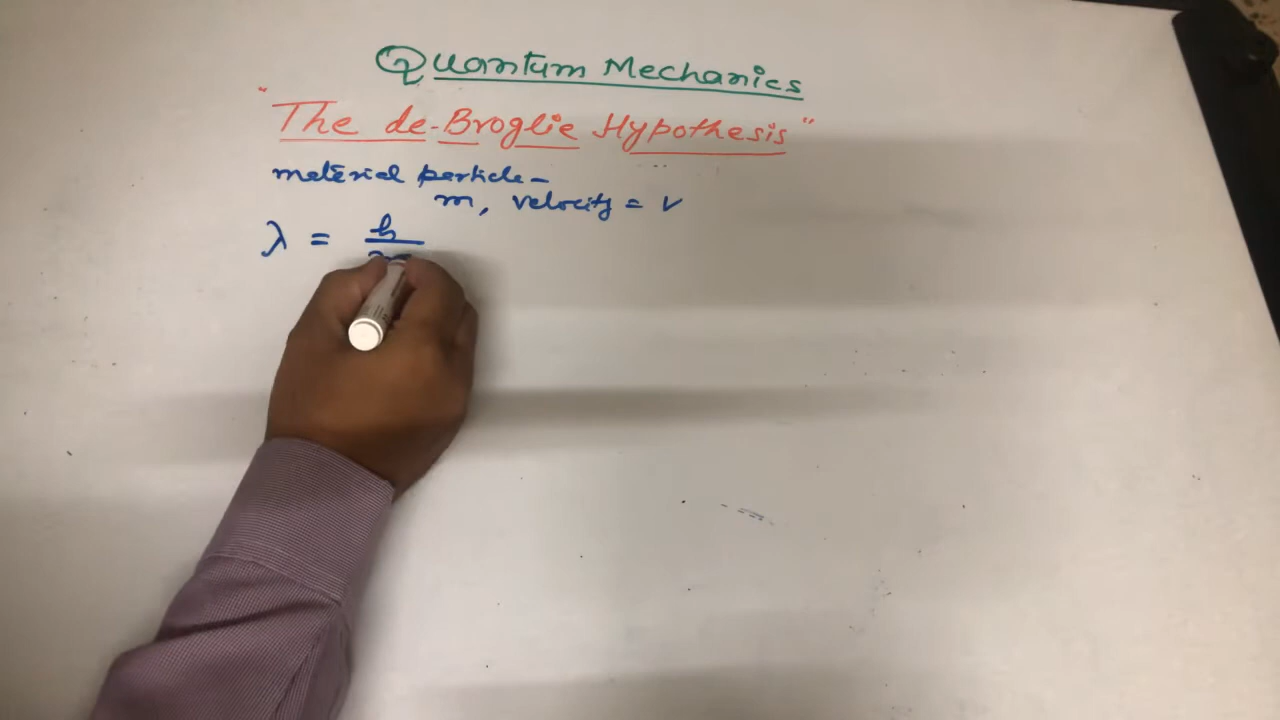 Quantum Mechanics
"The de-Broglie Hypothesis"
material particle -
m, velocity = v
λ = h
m